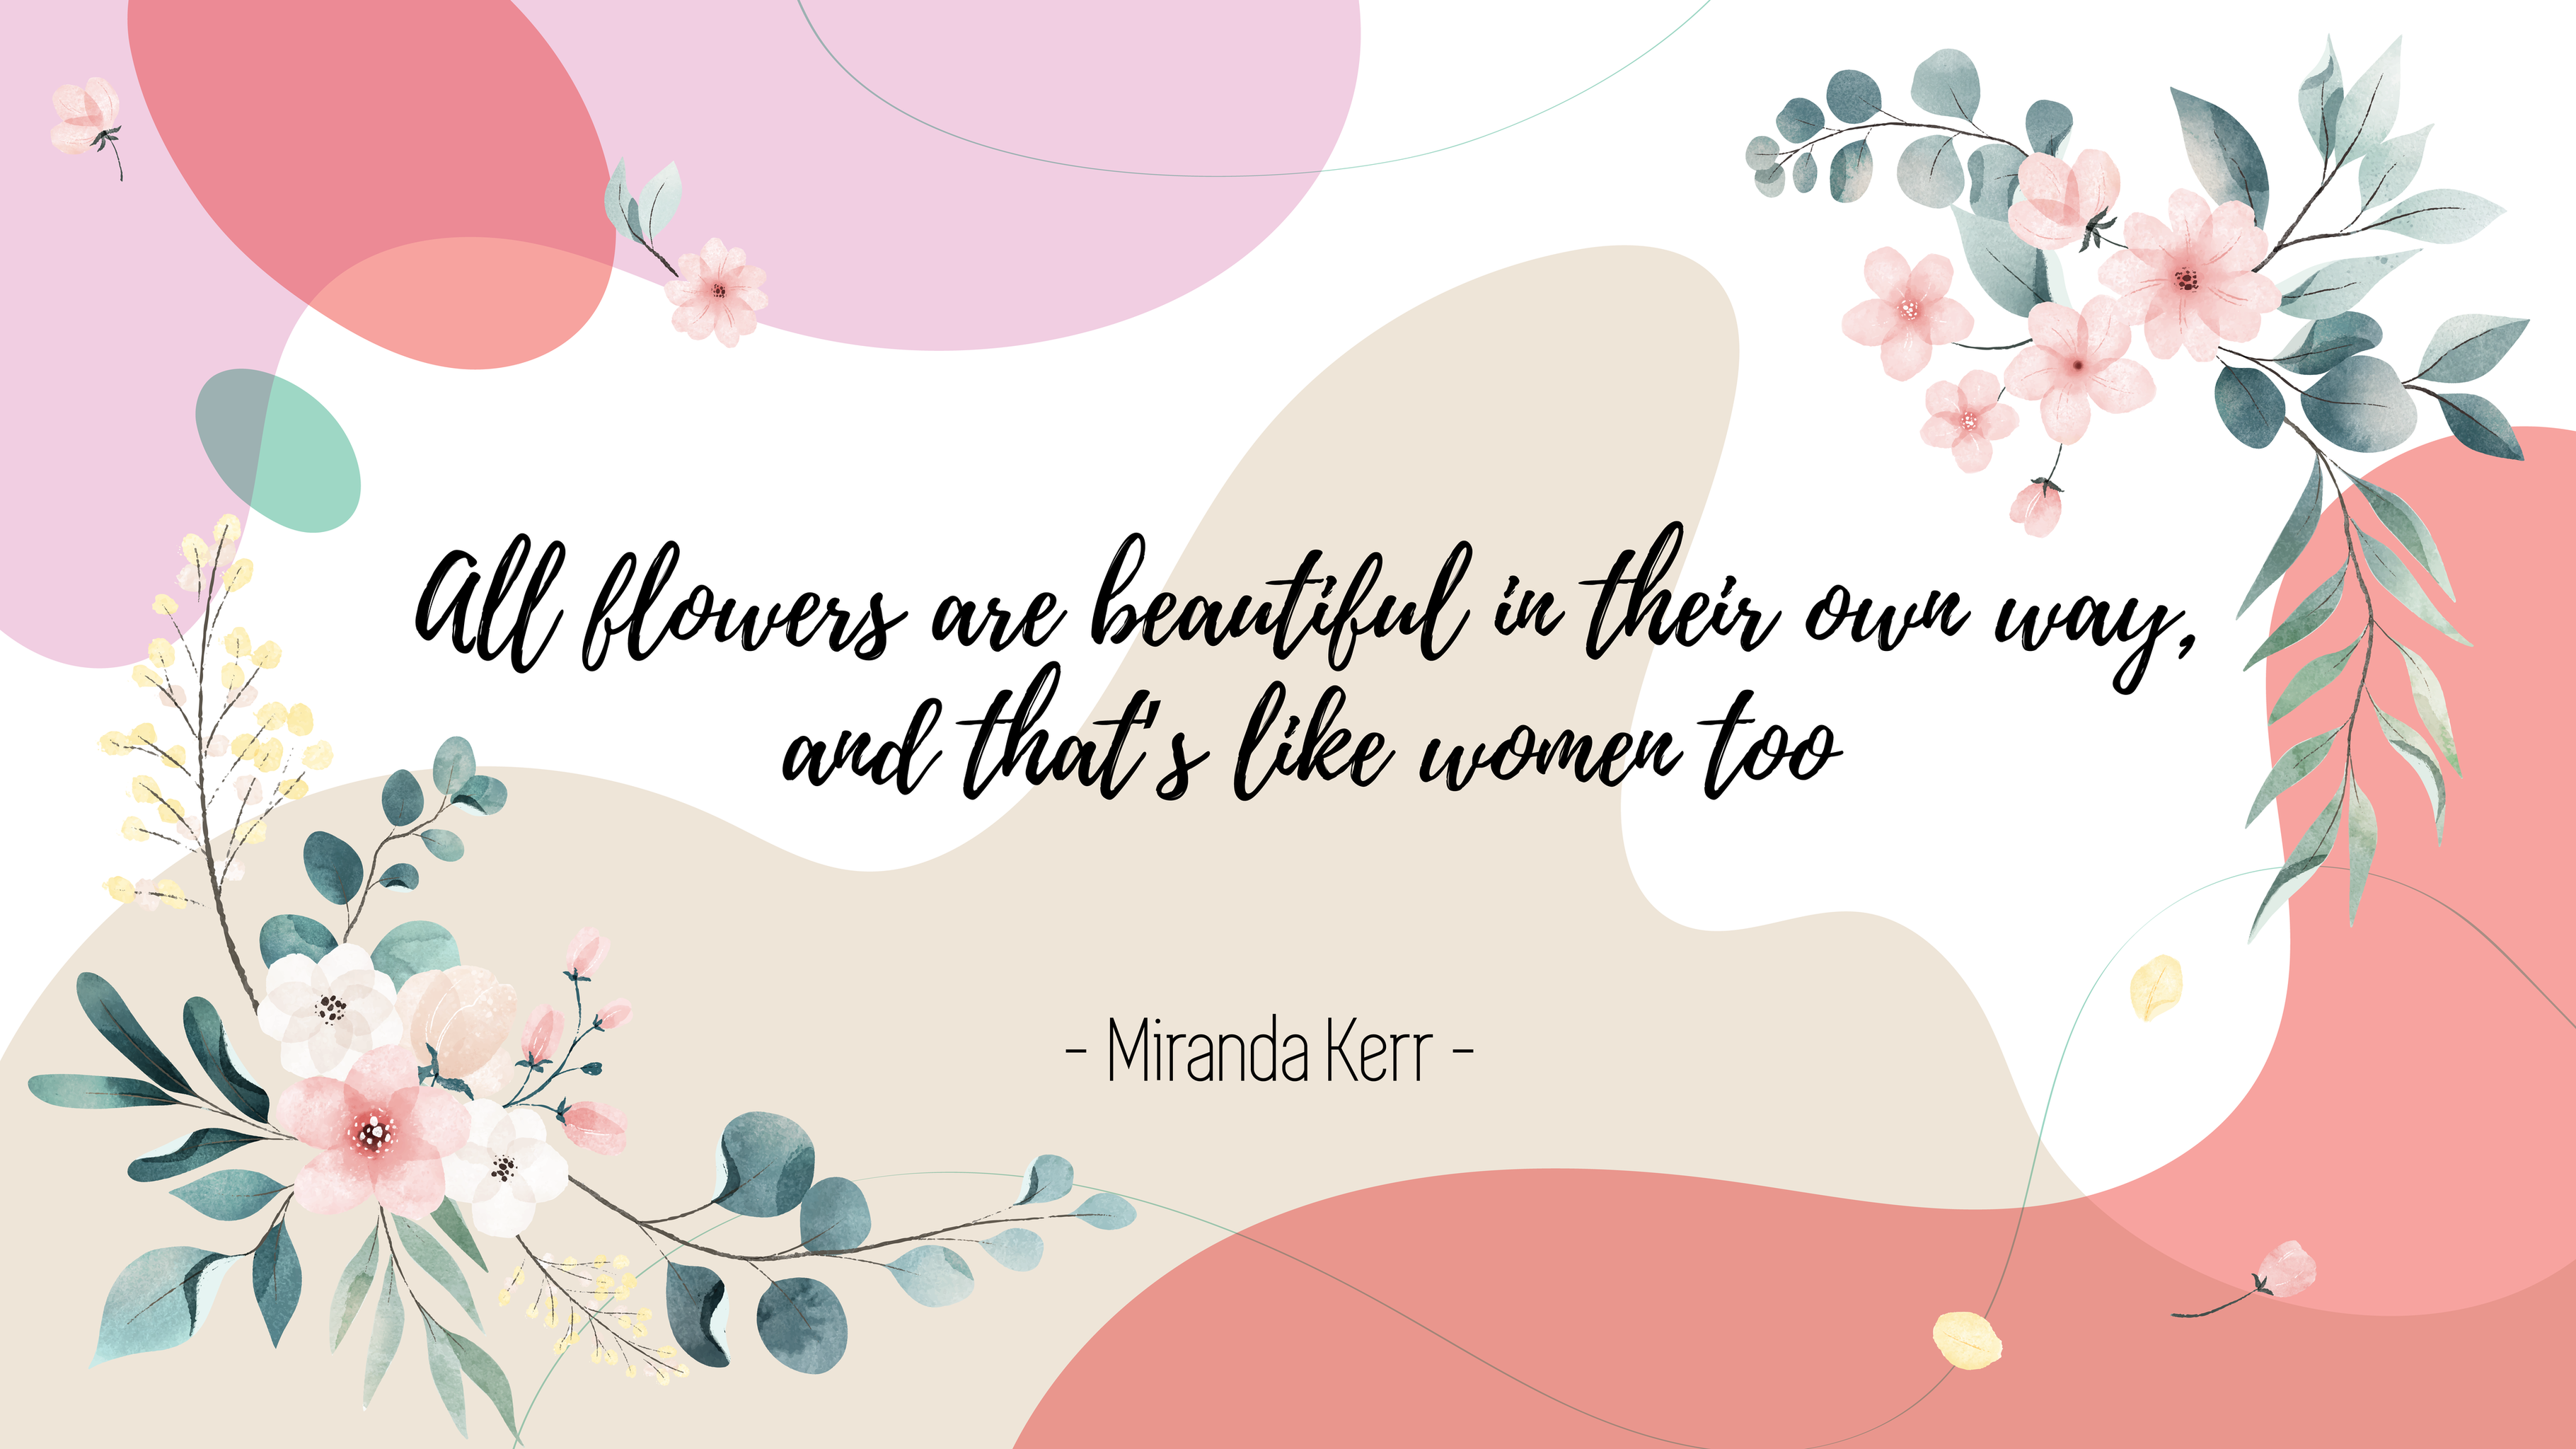 All flowers are beautiful in their own way,
and that's like women too
- Miranda Kerr -